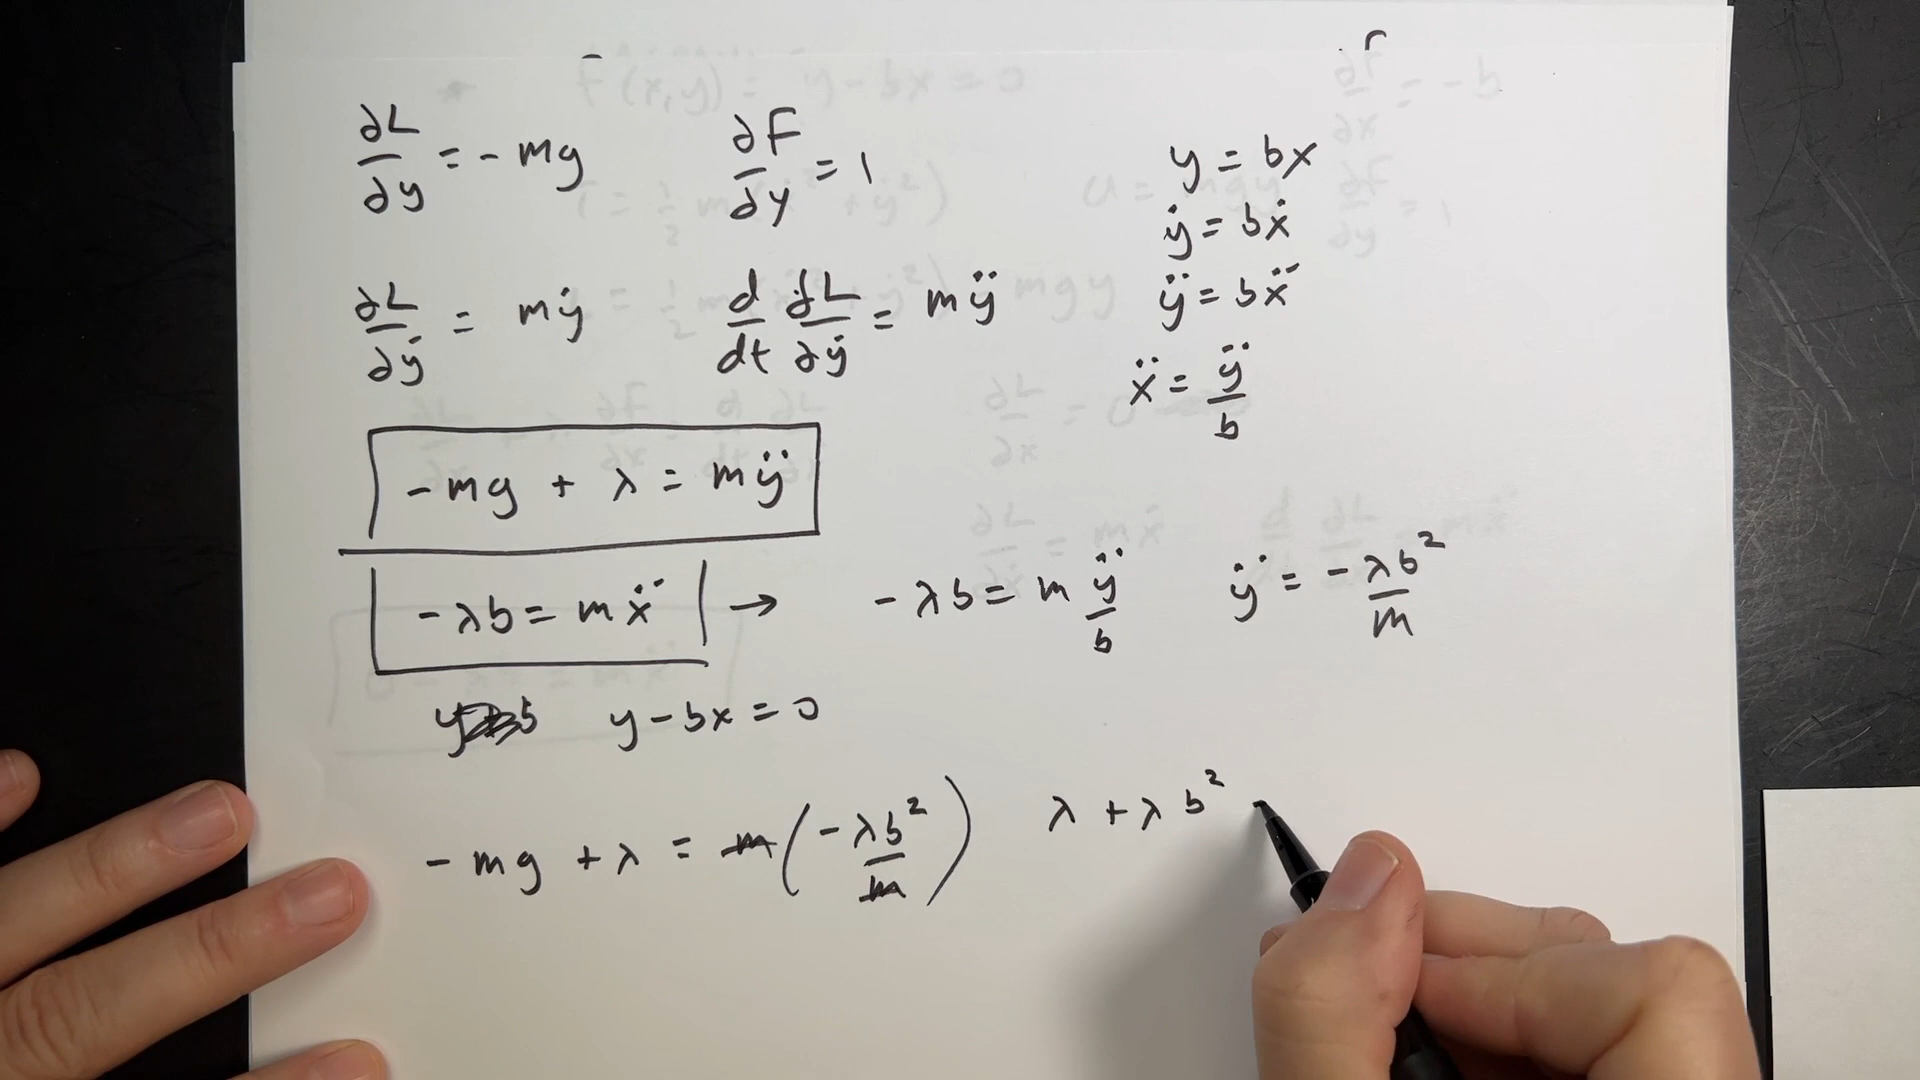 ∂L/∂y = - mg    ∂F/∂y = 1
y = bx
ẏ = bẋ
∂L/∂ẏ = mẏ    d/dt ∂L/∂ẏ = mÿ
ÿ = bẍ
ẍ = ÿ/b
- mg + λ = mÿ
- λb = mẍ → - λb = m ÿ/b    ÿ = - λb²/m
y - bx = 0
- mg + λ = m(- λb²/m)    λ + λb²